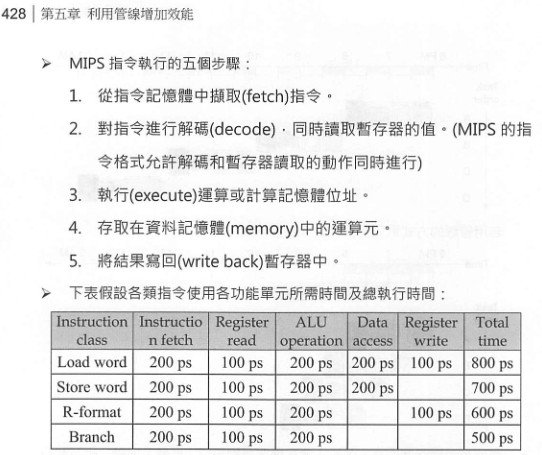 428 | 第五章 利用管線增加效能
➢ MIPS 指令執行的五個步驟：
1. 從指令記憶體中擷取(fetch)指令。
2. 對指令進行解碼(decode)，同時讀取暫存器的值。(MIPS 的指
令格式允許解碼和暫存器讀取的動作同時進行)
3. 執行(execute)運算或計算記憶體位址。
4. 存取在資料記憶體(memory)中的運算元。
5. 將結果寫回(write back)暫存器中。
➢ 下表假設各類指令使用各功能單元所需時間及總執行時間：
Instruction Instructio Register ALU Data Register Total
class n fetch read operation access write time
Load word 200 ps 100 ps 200 ps 200 ps 100 ps 800 ps
Store word 200 ps 100 ps 200 ps 200 ps 700 ps
R-format 200 ps 100 ps 200 ps 100 ps 600 ps
Branch 200 ps 100 ps 200 ps 500 ps